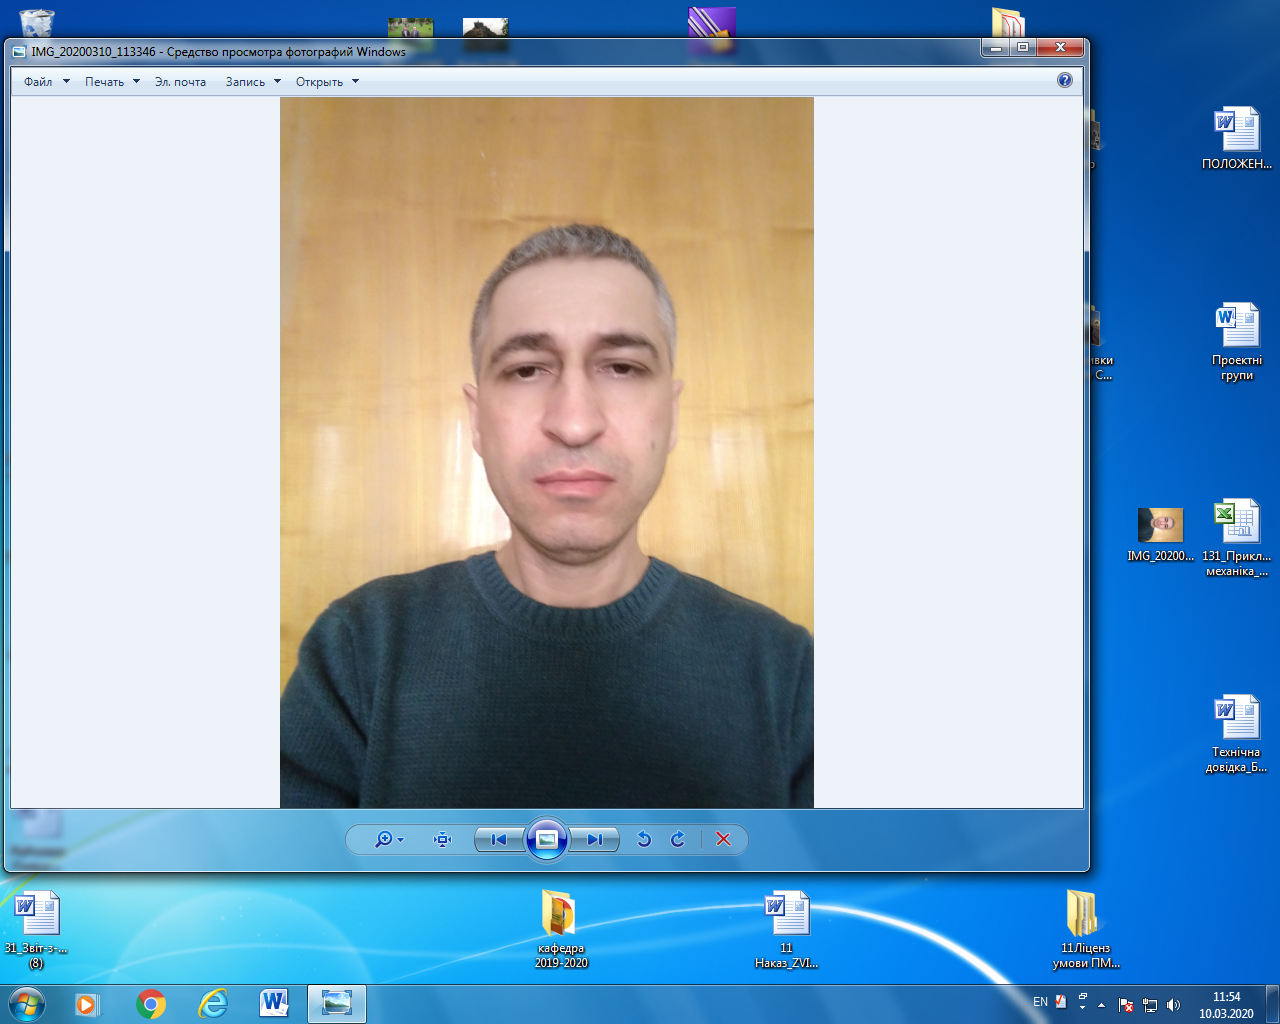 IMG_20200310_113346 - Средство просмотра фотографий Windows
Файл Печать Эл. почта Запись Открыть
ПОЛОЖЕН...
Проектні
групи
С...
IMG_20200...
131_Прикл...
механіка_...
Технічна
довідка_Б...
31_Звіт-з-...
(8)
кафедра
2019-2020
11
Наказ_ZVI...
11Ліценз
умови ПМ...
EN
11:54
10.03.2020